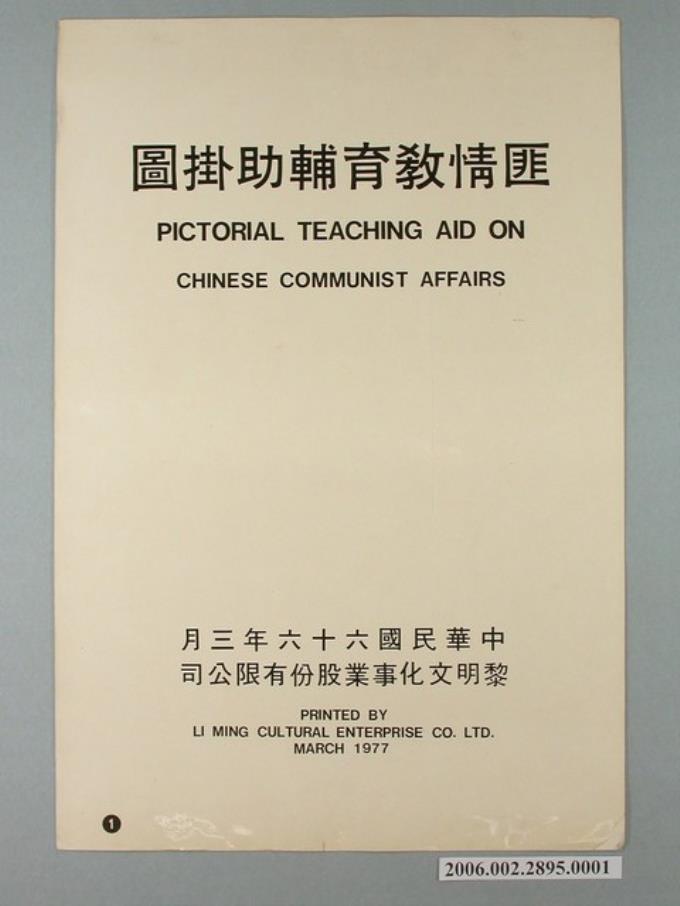 匪情教育輔助掛圖
PICTORIAL TEACHING AID ON
CHINESE COMMUNIST AFFAIRS
中華民國六十六年三月
黎明文化事業股份有限公司
PRINTED BY
LI MING CULTURAL ENTERPRISE CO. LTD.
MARCH 1977
1
2006.002.2895.0001